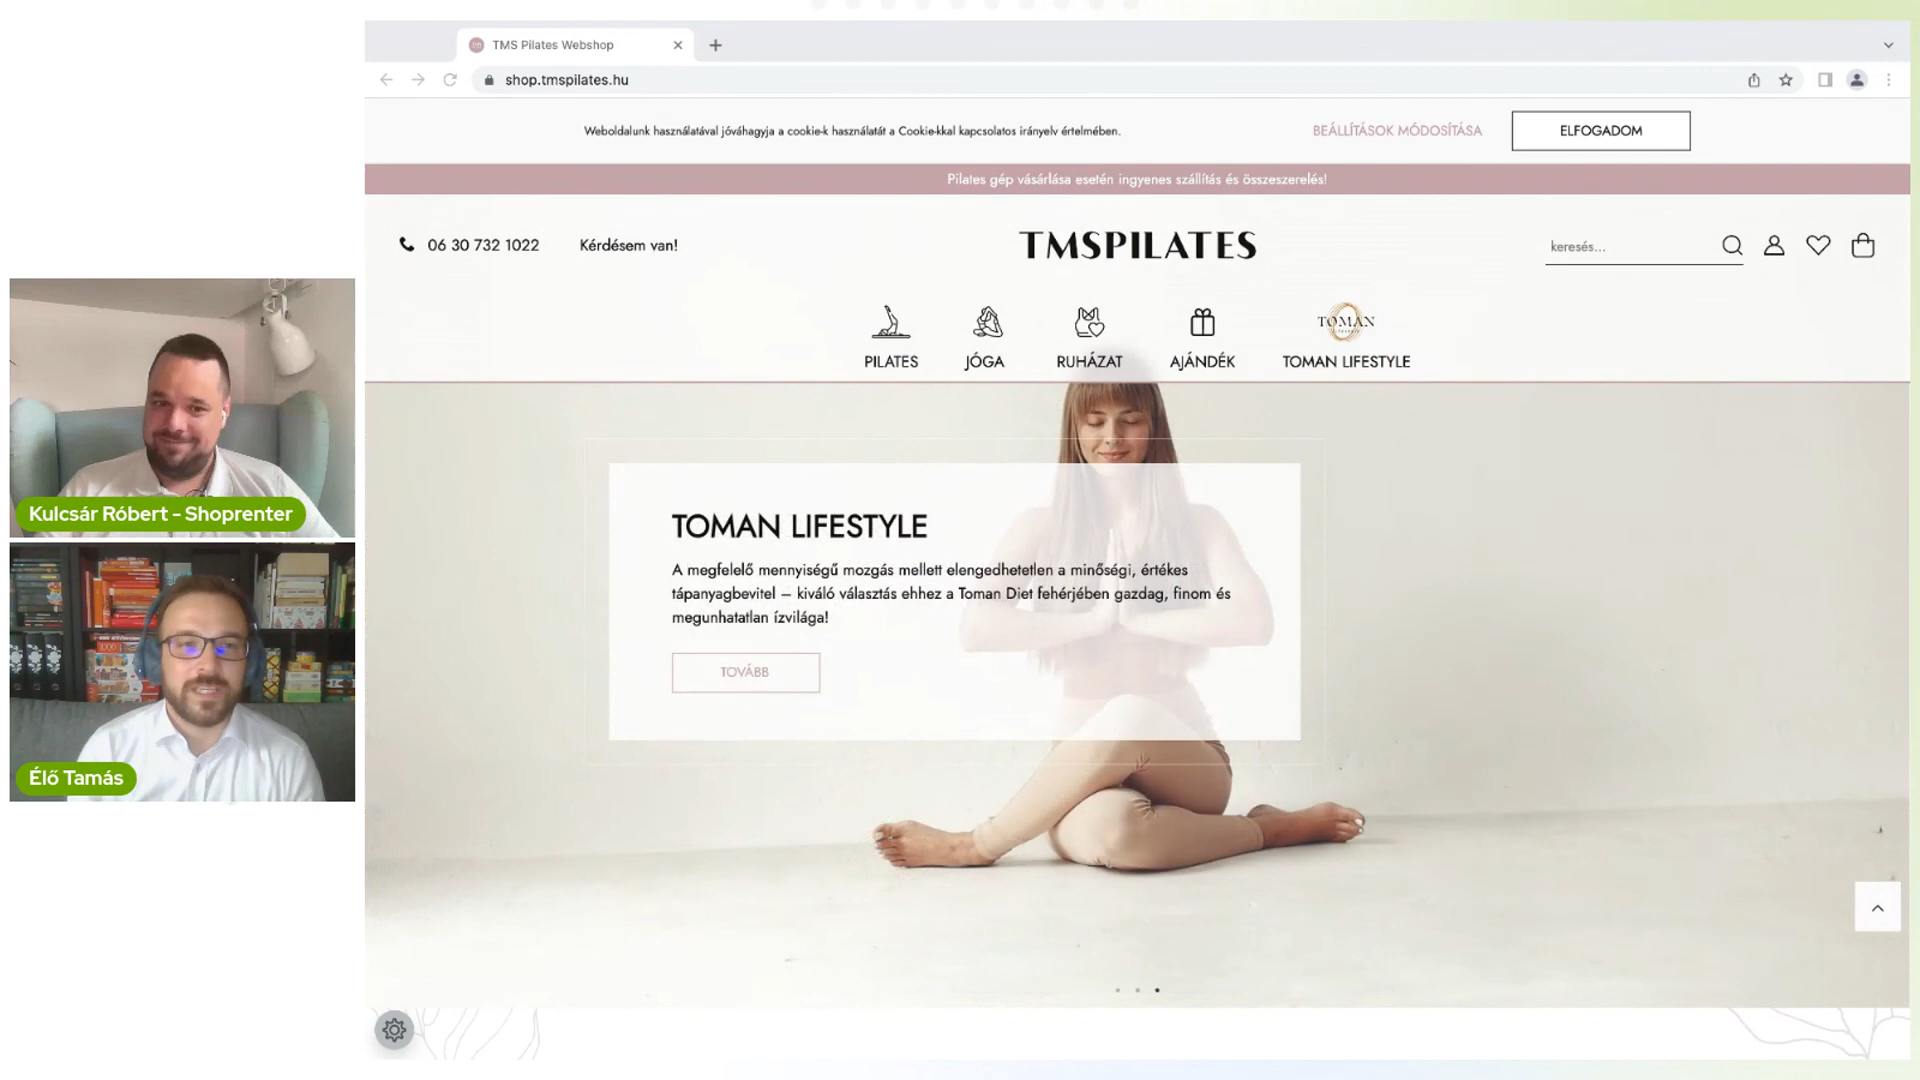 TMS Pilates Webshop
shop.tmspilates.hu
Weboldalunk használatával jóváhagyja a cookie-k használatát a Cookie-kkal kapcsolatos irányelv értelmében.
BEÁLLÍTÁSOK MÓDOSÍTÁSA
ELFOGADOM
Pilates gép vásárlása esetén ingyenes szállítás és összeszerelés!
06 30 732 1022
Kérdésem van!
TMSPILATES
keresés...
TOMAN
PILATES
JÓGA
RUHÁZAT
AJÁNDÉK
TOMAN LIFESTYLE
TOMAN LIFESTYLE
A megfelelő mennyiségű mozgás mellett elengedhetetlen a minőségi, értékes
tápanyagbevitel – kiváló választás ehhez a Toman Diet fehérjében gazdag, finom és
megunhatatlan ízvilága!
TOVÁBB
Kulcsár Róbert - Shoprenter
1000
Élő Tamás